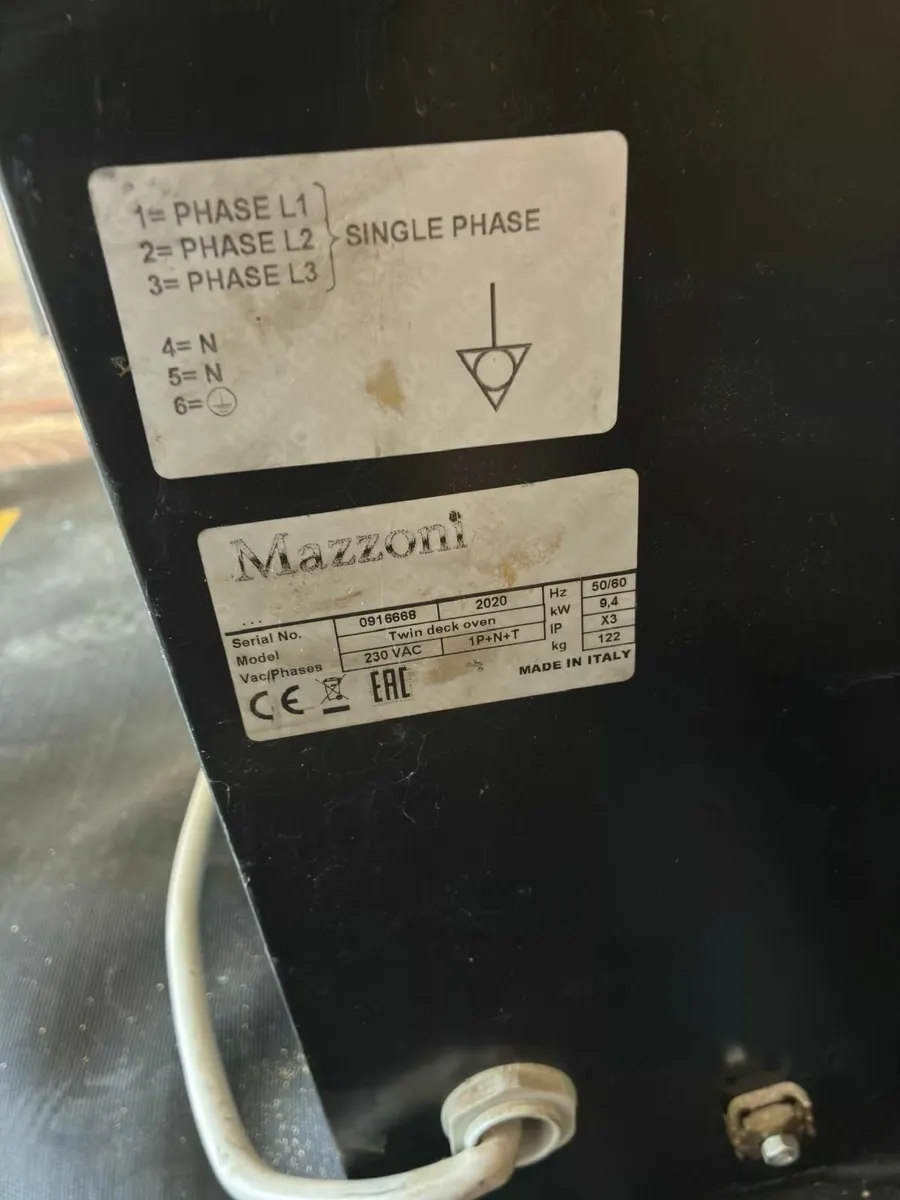 1= PHASE L1
2= PHASE L2
3= PHASE L3
SINGLE PHASE
4= N
5= N
6=
Mazzoni
...
Serial No. 0916668 2020 Hz 50/60
Model Twin deck oven kW 9,4
Vac/Phases 230 VAC 1P+N+T IP X3
kg 122
CE EAC MADE IN ITALY